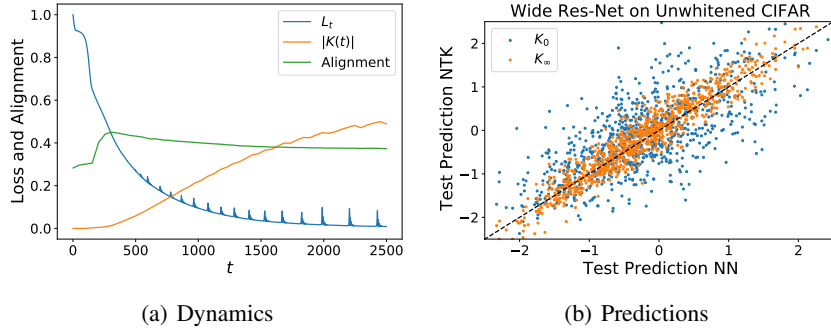 L_t
|K(t)|
Alignment
Loss and Alignment
1.0
0.8
0.6
0.4
0.2
0.0
0 500 1000 1500 2000 2500
t
(a) Dynamics
Wide Res-Net on Unwhitened CIFAR
K_0
K_∞
Test Prediction NTK
2
1
0
−1
−2
−2 −1 0 1 2
Test Prediction NN
(b) Predictions